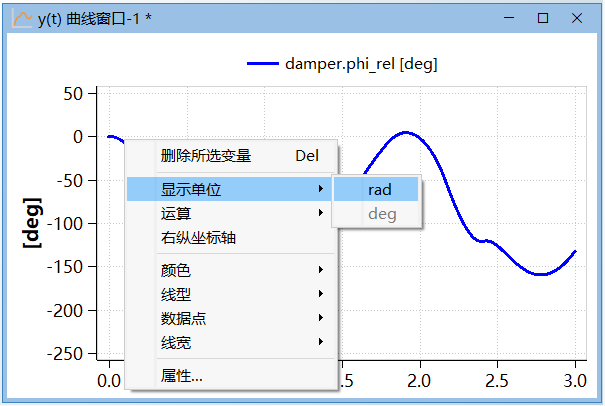 y(t) 曲线窗口-1 *
damper.phi_rel [deg]
50
0
-50
-100
-150
-200
-250
[deg]
删除所选变量 Del
显示单位
rad
运算
deg
右纵坐标轴
颜色
线型
数据点
线宽
属性...
0.0
.5
2.0
2.5
3.0